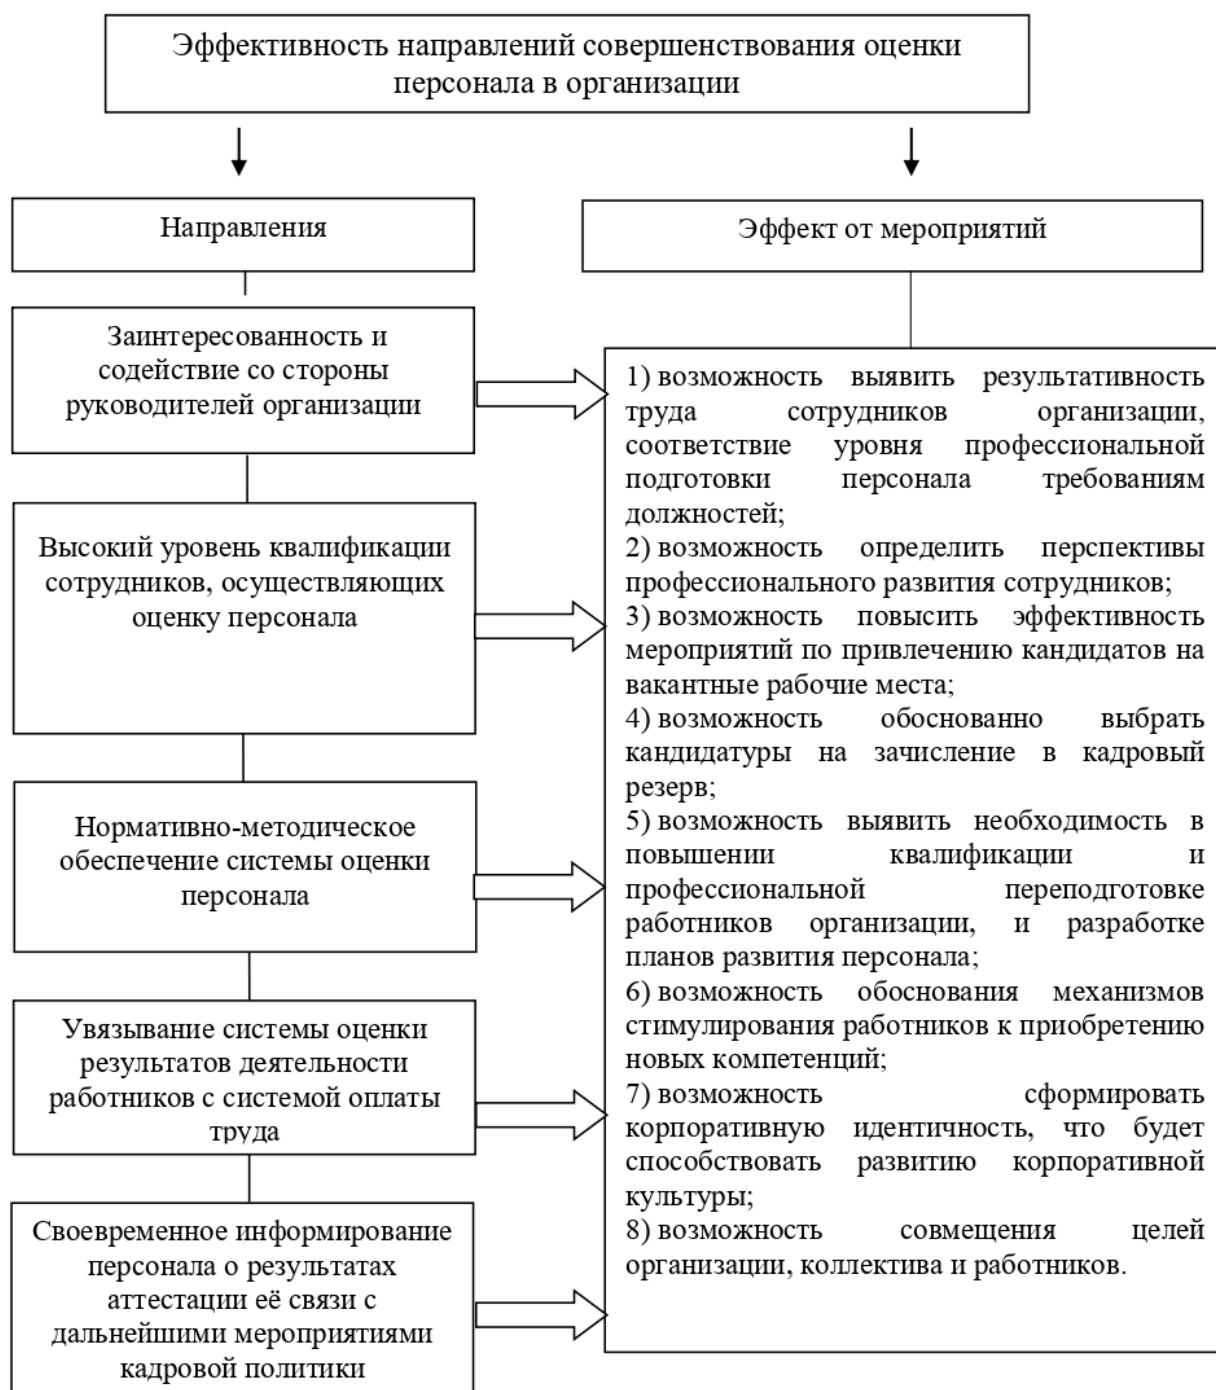 Эффективность направлений совершенствования оценки
персонала в организации
Направления
Эффект от мероприятий
Заинтересованность и
содействие со стороны
руководителей организации
Высокий уровень квалификации
сотрудников, осуществляющих
оценку персонала
Нормативно-методическое
обеспечение системы оценки
персонала
Увязывание системы оценки
результатов деятельности
работников с системой оплаты
труда
Своевременное информирование
персонала о результатах
аттестации её связи с
дальнейшими мероприятиями
кадровой политики
1) возможность выявить результативность
труда сотрудников организации,
соответствие уровня профессиональной
подготовки персонала требованиям
должностей;
2) возможность определить перспективы
профессионального развития сотрудников;
3) возможность повысить эффективность
мероприятий по привлечению кандидатов на
вакантные рабочие места;
4) возможность обоснованно выбрать
кандидатуры на зачисление в кадровый
резерв;
5) возможность выявить необходимость в
повышении квалификации и
профессиональной переподготовке
работников организации, и разработке
планов развития персонала;
6) возможность обоснования механизмов
стимулирования работников к приобретению
новых компетенций;
7) возможность сформировать
корпоративную идентичность, что будет
способствовать развитию корпоративной
культуры;
8) возможность совмещения целей
организации, коллектива и работников.